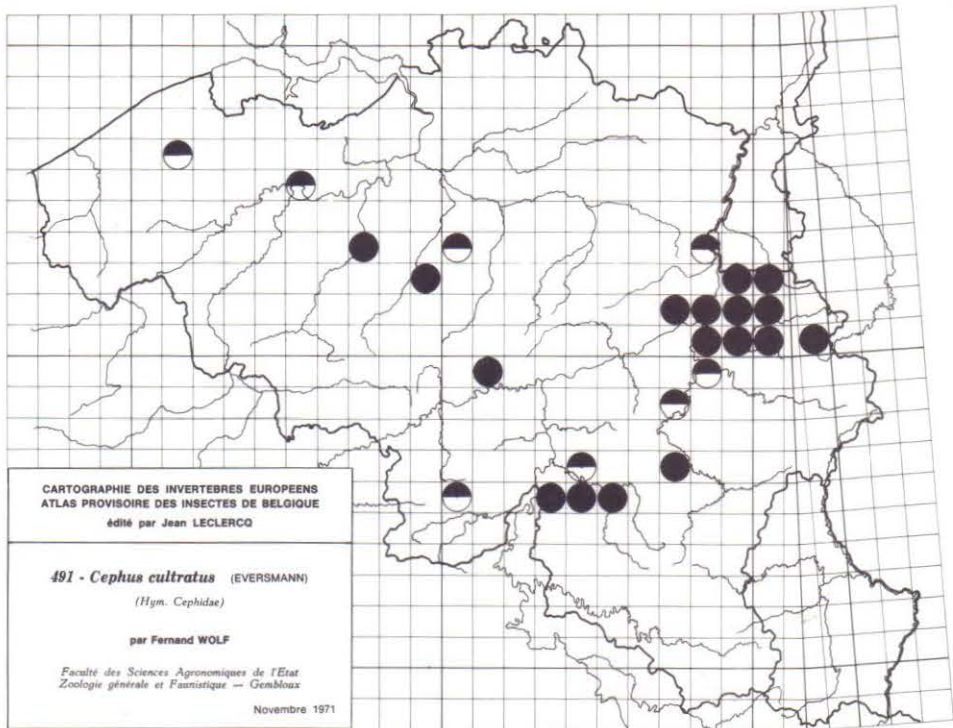 CARTOGRAPHIE DES INVERTEBRES EUROPEENS
ATLAS PROVISOIRE DES INSECTES DE BELGIQUE
édité par Jean LECLERCQ
491 - Cephus cultratus (EVERSMANN)
(Hym. Cephidae)
par Fernand WOLF
Faculté des Sciences Agronomiques de l'Etat
Zoologie générale et Faunistique — Gembloux
Novembre 1971